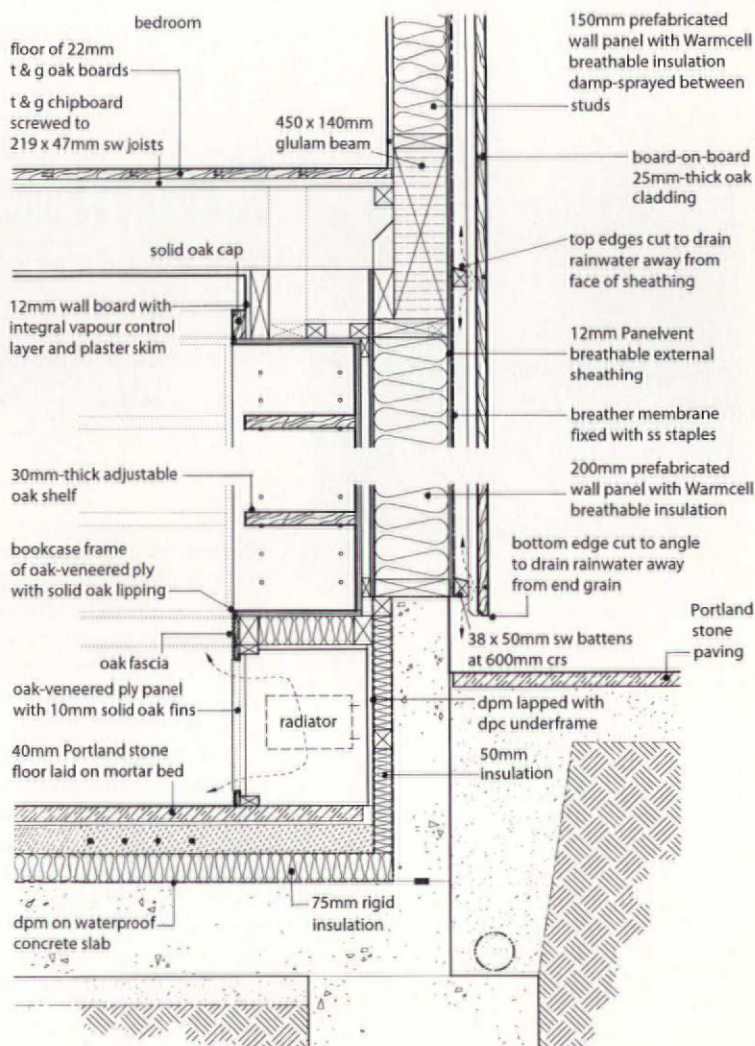 bedroom
floor of 22mm
t & g oak boards
t & g chipboard
screwed to
219 x 47mm sw joists
450 x 140mm
glulam beam
solid oak cap
12mm wall board with
integral vapour control
layer and plaster skim
30mm-thick adjustable
oak shelf
bookcase frame
of oak-veneered ply
with solid oak lipping
oak fascia
oak-veneered ply panel
with 10mm solid oak fins
radiator
40mm Portland stone
floor laid on mortar bed
dpm on waterproof
concrete slab
75mm rigid
insulation
150mm prefabricated
wall panel with Warmcell
breathable insulation
damp-sprayed between
studs
board-on-board
25mm-thick oak
cladding
top edges cut to drain
rainwater away from
face of sheathing
12mm Panelvent
breathable external
sheathing
breather membrane
fixed with ss staples
200mm prefabricated
wall panel with Warmcell
breathable insulation
bottom edge cut to angle
to drain rainwater away
from end grain
Portland
stone
paving
38 x 50mm sw battens
at 600mm crs
dpm lapped with
dpc underframe
50mm
insulation